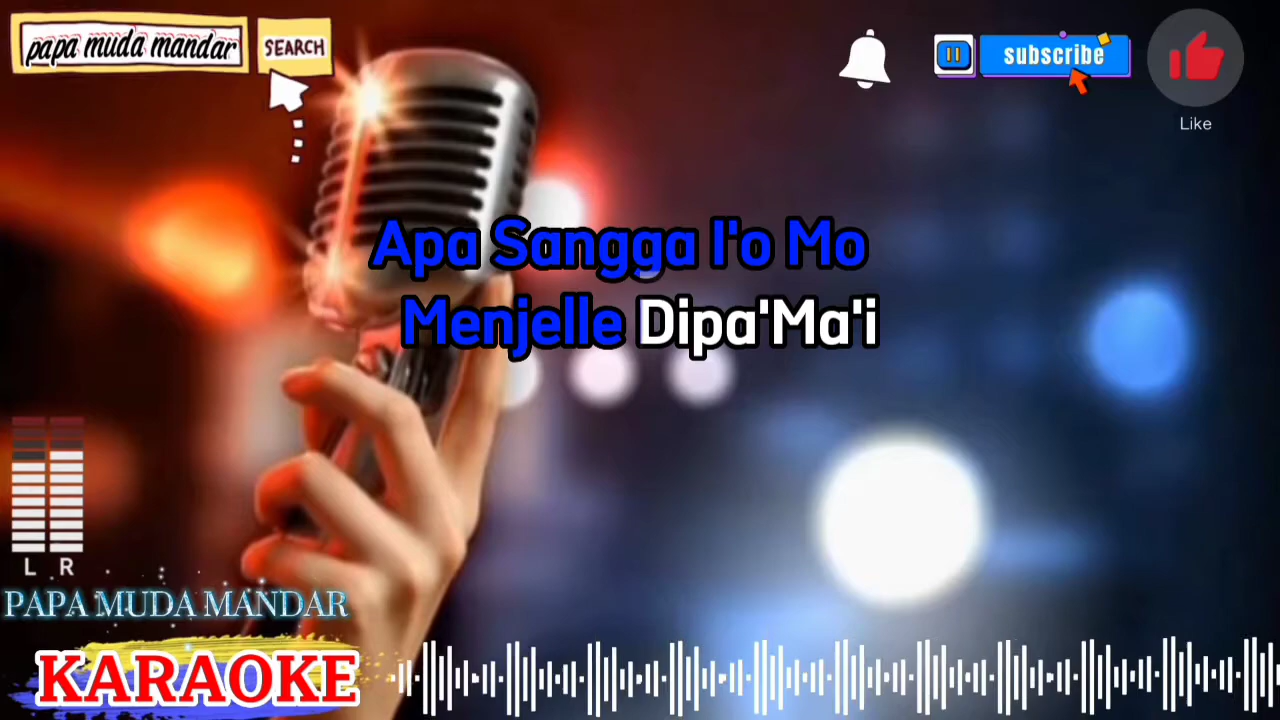 papa muda mandar
SEARCH
subscribe
Like
Apa Sangga I'o Mo
Menjelle Dipa'Ma'i
L R
PAPA MUDA MANDAR
KARAOKE